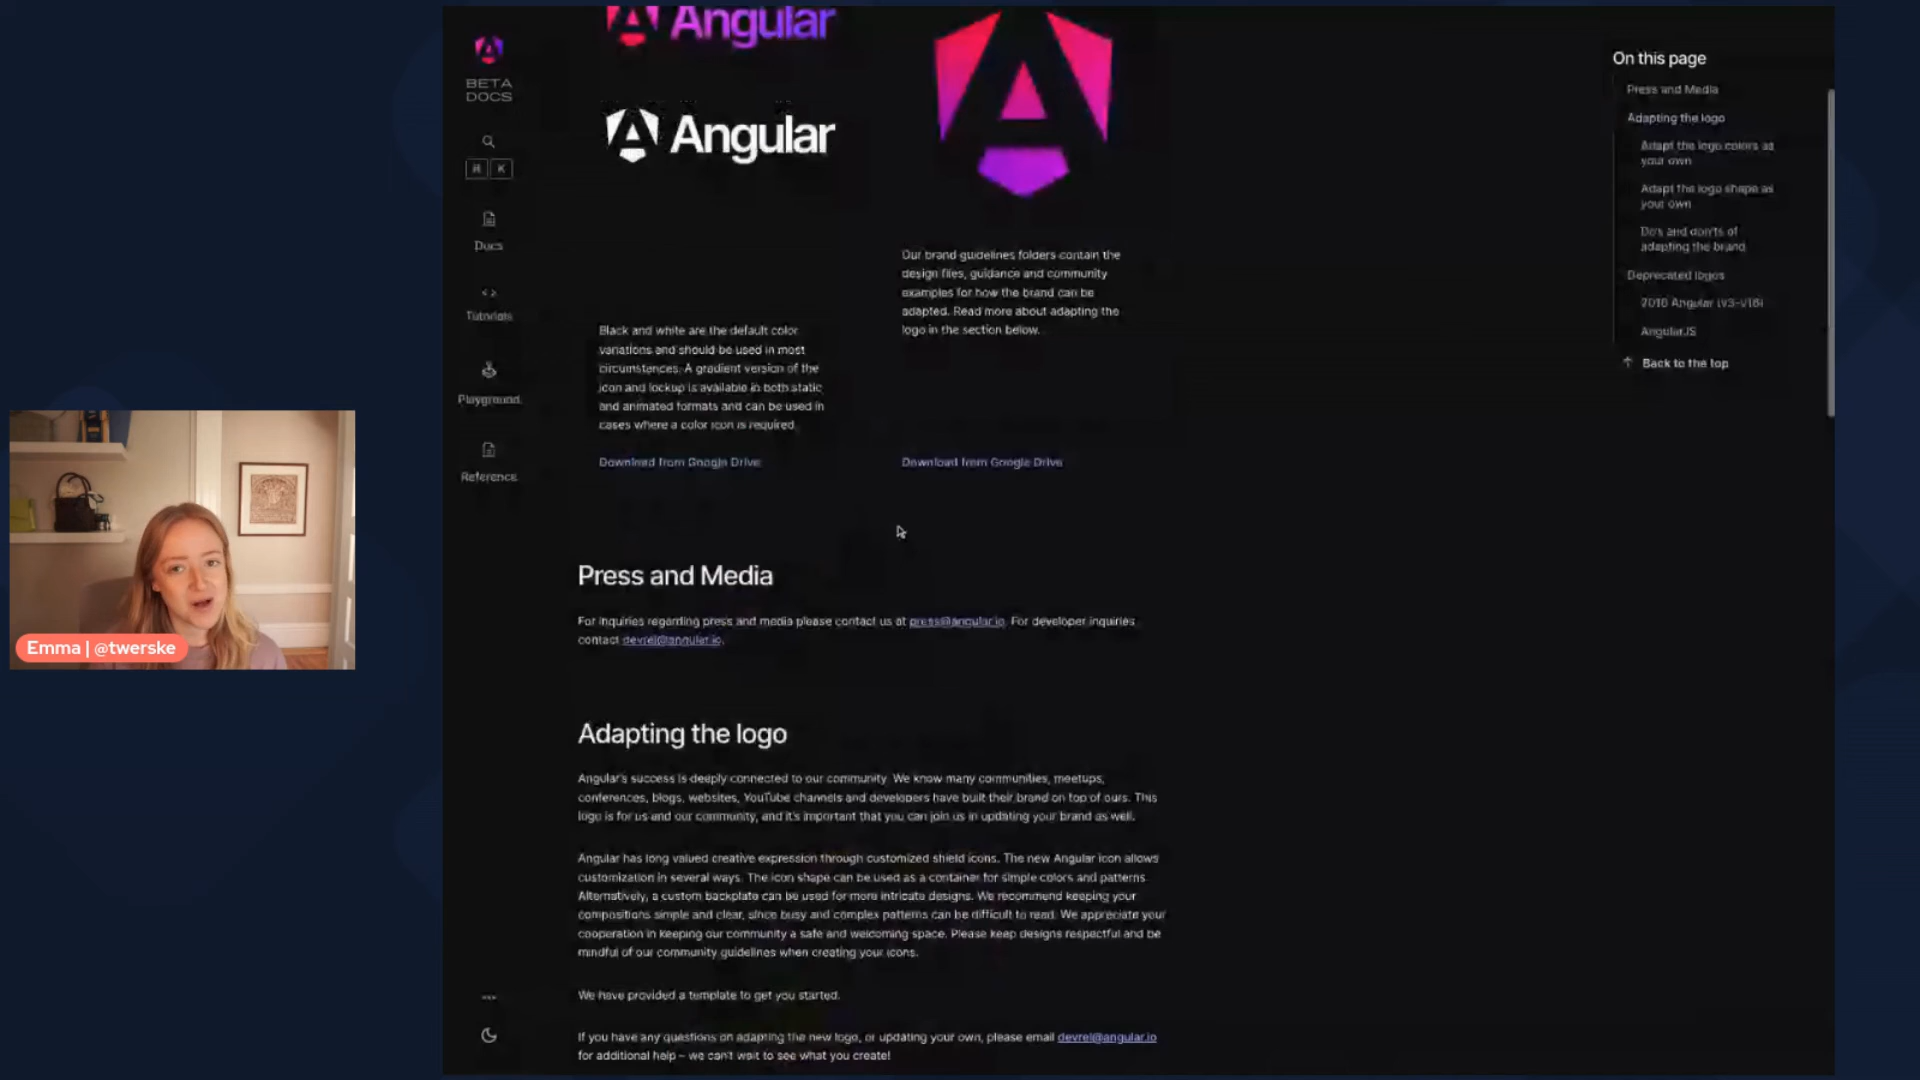 BETA
DOCS
⌘ K
Docs
Tutorials
Playground
Reference
Angular
Angular
Black and white are the default color
variations and should be used in most
circumstances. A gradient version of the
icon and lockup is available in both static
and animated formats and can be used in
cases where a color icon is required.
Download from Google Drive
Our brand guidelines folders contain the
design files, guidance and community
examples for how the brand can be
adapted. Read more about adapting the
logo in the section below.
Download from Google Drive
Press and Media
For inquiries regarding press and media please contact us at press@angular.io. For developer inquiries
contact devrel@angular.io.
Adapting the logo
Angular's success is deeply connected to our community. We know many communities, meetups,
conferences, blogs, websites, YouTube channels and developers have built their brand on top of ours. This
logo is for us and our community, and it's important that you can join us in updating your brand as well.
Angular has long valued creative expression through customized shield icons. The new Angular icon allows
customization in several ways. The icon shape can be used as a container for simple colors and patterns.
Alternatively, a custom backplate can be used for more intricate designs. We recommend keeping your
compositions simple and clear, since busy and complex patterns can be difficult to read. We appreciate your
cooperation in keeping our community a safe and welcoming space. Please keep designs respectful and be
mindful of our community guidelines when creating your icons.
We have provided a template to get you started.
If you have any questions on adapting the new logo, or updating your own, please email devrel@angular.io
for additional help – we can't wait to see what you create!
On this page
Press and Media
Adapting the logo
Adapt the logo colors as
your own
Adapt the logo shape as
your own
Do's and don'ts of
adapting the brand
Deprecated logos
2016 Angular (v3-v16)
AngularJS
Back to the top
Emma | @twerske